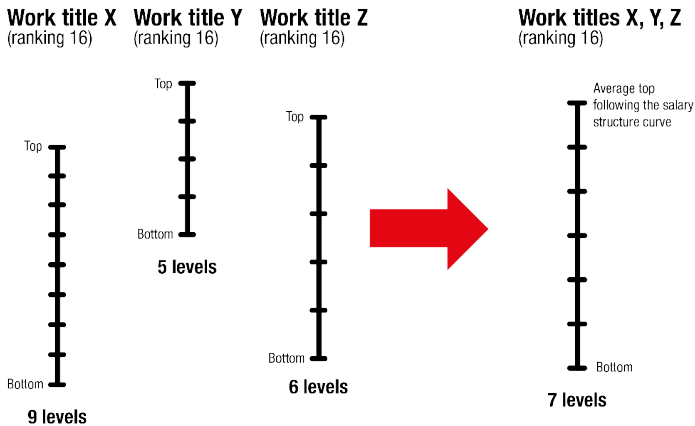 Work title X
(ranking 16)
Work title Y
(ranking 16)
Work title Z
(ranking 16)
Work titles X, Y, Z
(ranking 16)
Top
Bottom
9 levels
Top
Bottom
5 levels
Top
Bottom
6 levels
Average top
following the salary
structure curve
Bottom
7 levels